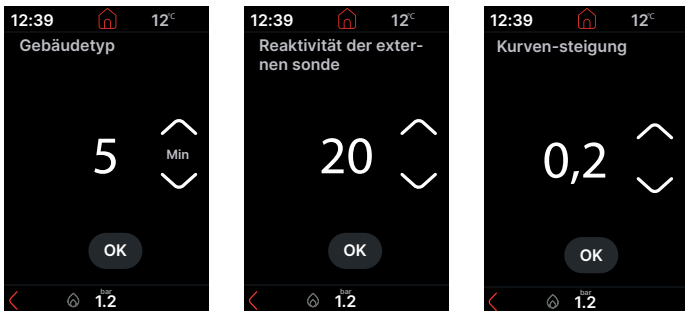 12:39 12°C
Gebäudetyp
5 Min
OK
bar
1.2
12:39 12°C
Reaktivität der exter-
nen sonde
20
OK
bar
1.2
12:39 12°C
Kurven-steigung
0,2
OK
bar
1.2